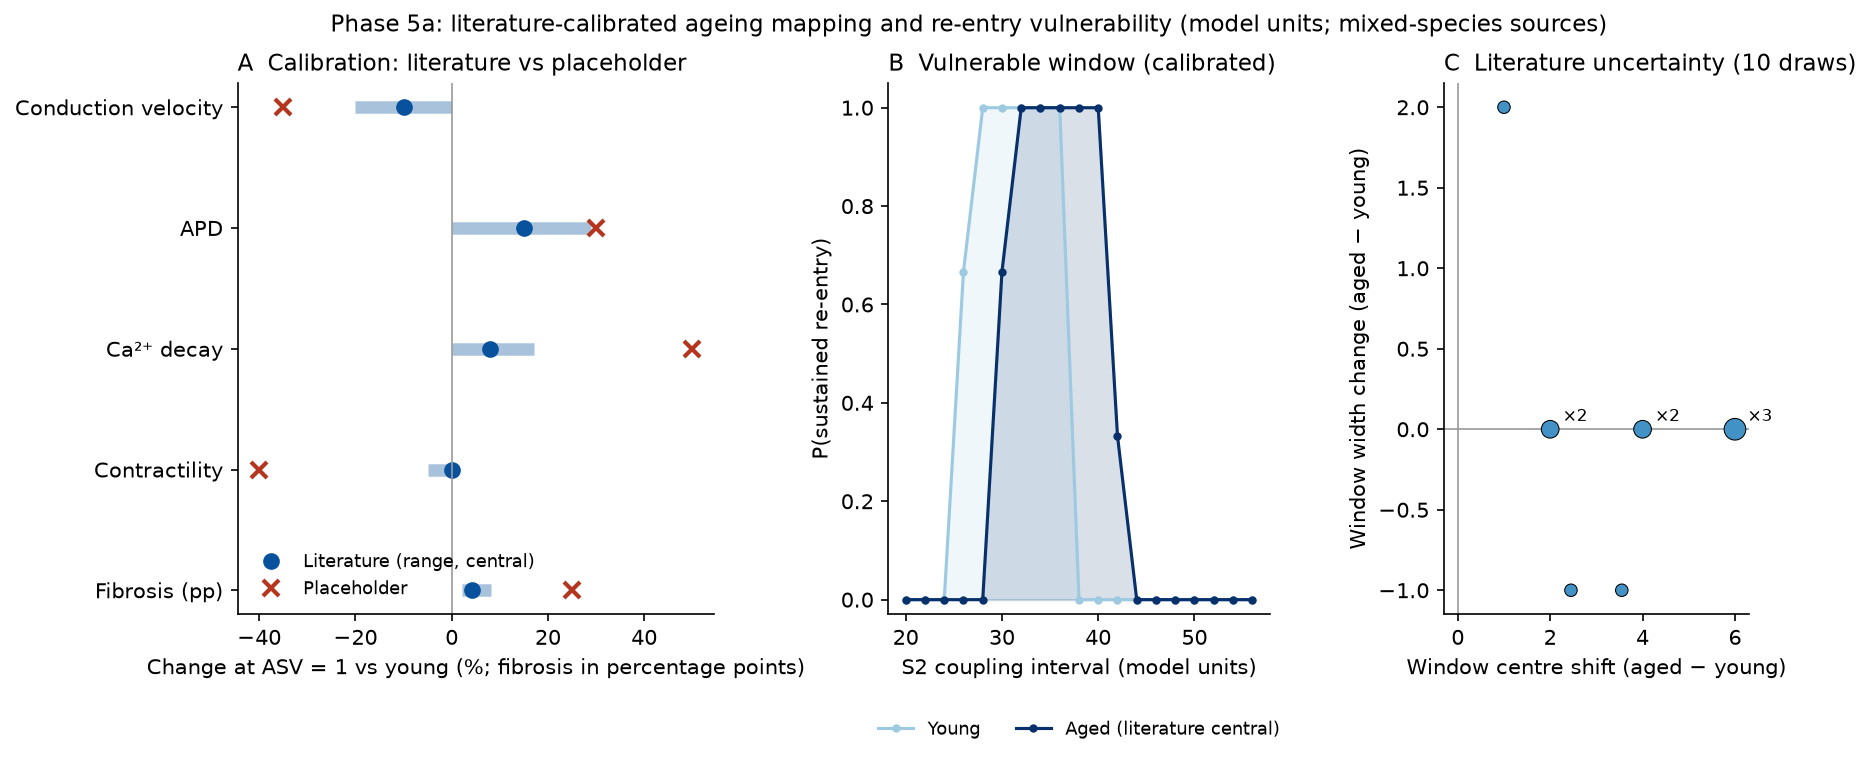 Phase 5a: literature-calibrated ageing mapping and re-entry vulnerability (model units; mixed-species sources)
A Calibration: literature vs placeholder
Conduction velocity
APD
Ca²⁺ decay
Contractility
Fibrosis (pp)
Literature (range, central)
Placeholder
−40 −20 0 20 40
Change at ASV = 1 vs young (%; fibrosis in percentage points)
B Vulnerable window (calibrated)
P(sustained re-entry)
1.0
0.8
0.6
0.4
0.2
0.0
20 30 40 50
S2 coupling interval (model units)
Young
Aged (literature central)
C Literature uncertainty (10 draws)
Window width change (aged − young)
2.0
1.5
1.0
0.5
0.0
−0.5
−1.0
×2
×2
×3
0 2 4 6
Window centre shift (aged − young)